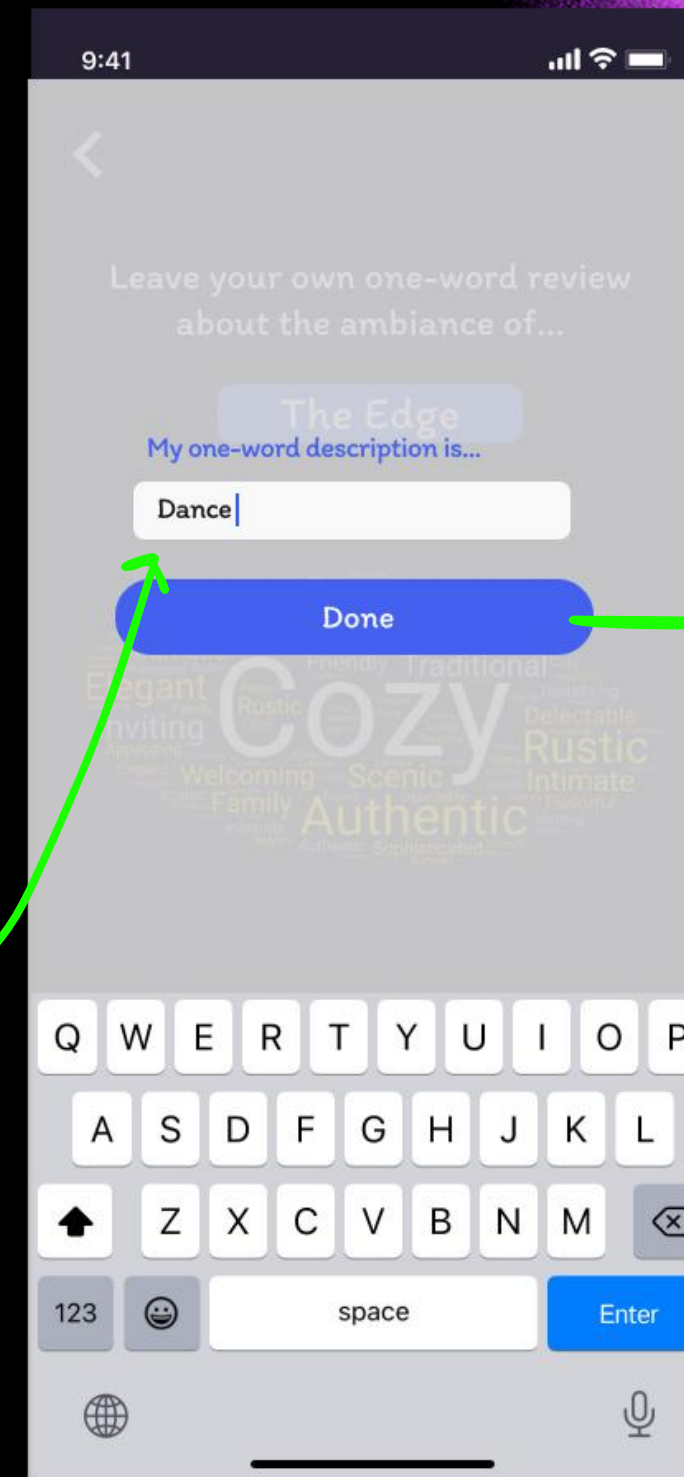 9:41
Leave your own one-word review
about the ambiance of...
The Edge
My one-word description is...
Dance
Done
Friendly Traditional
Elegant
Cozy
Rustic
Inviting
Delectable
Rustic
Welcoming Scenic Intimate
Family Authentic
Sophisticated
Q W E R T Y U I O P
A S D F G H J K L
Z X C V B N M
123 space Enter